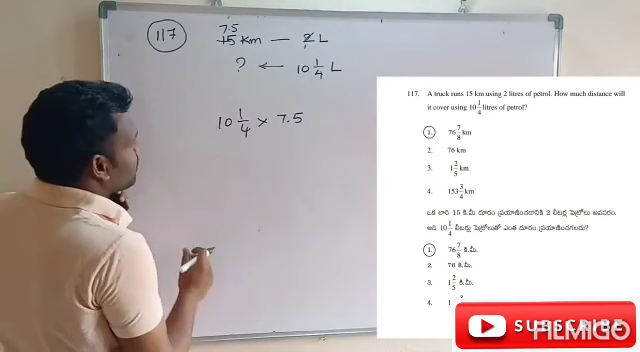 117
7.5
15 Km — 2 L
1
? ← 10 1/4 L
10 1/4 × 7.5
117. A truck runs 15 km using 2 litres of petrol. How much distance will
it cover using 10 1/4 litres of petrol?
1. 76 7/8 km
2. 76 km
3. 1 2/5 km
4. 153 3/4 km
ఒక లారి 15 కి.మీ దూరం ప్రయాణించడానికి 2 లీటర్ల పెట్రోలు అవసరం.
అది 10 1/4 లీటర్లు పెట్రోలుతో ఎంత దూరం ప్రయాణించగలదు?
1. 76 7/8 కి.మీ.
2. 76 కి.మీ.
3. 1 2/5 కి.మీ.
4. 1
SUBSCRIBE
FILMIGO